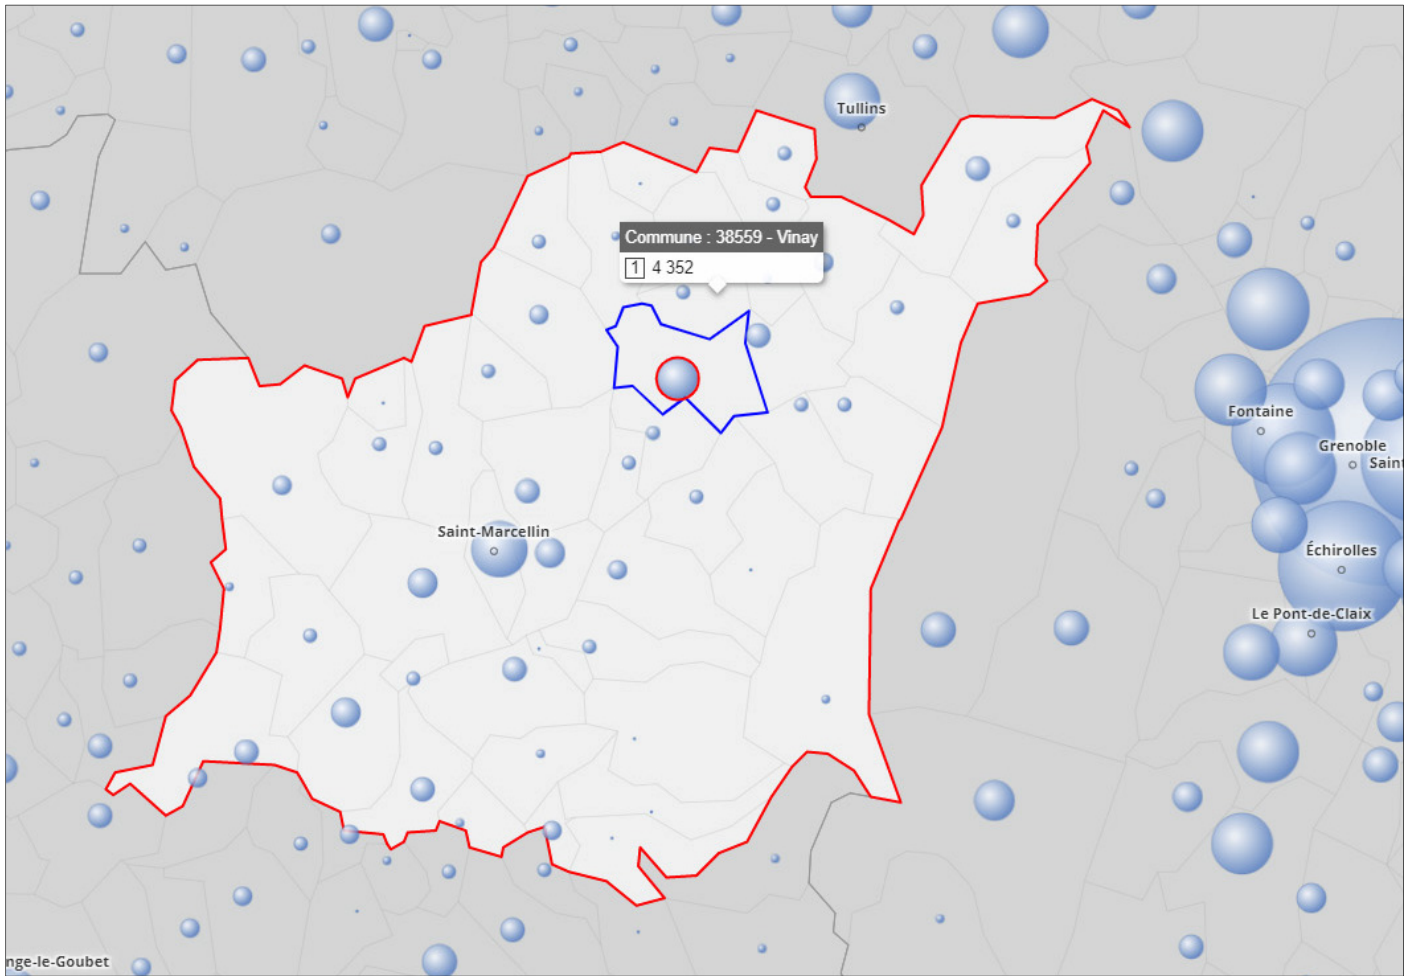 Tullins
Commune : 38559 - Vinay
1 4 352
Fontaine
Grenoble
Saint
Saint-Marcellin
Échirolles
Le Pont-de-Claix
nge-le-Goubet